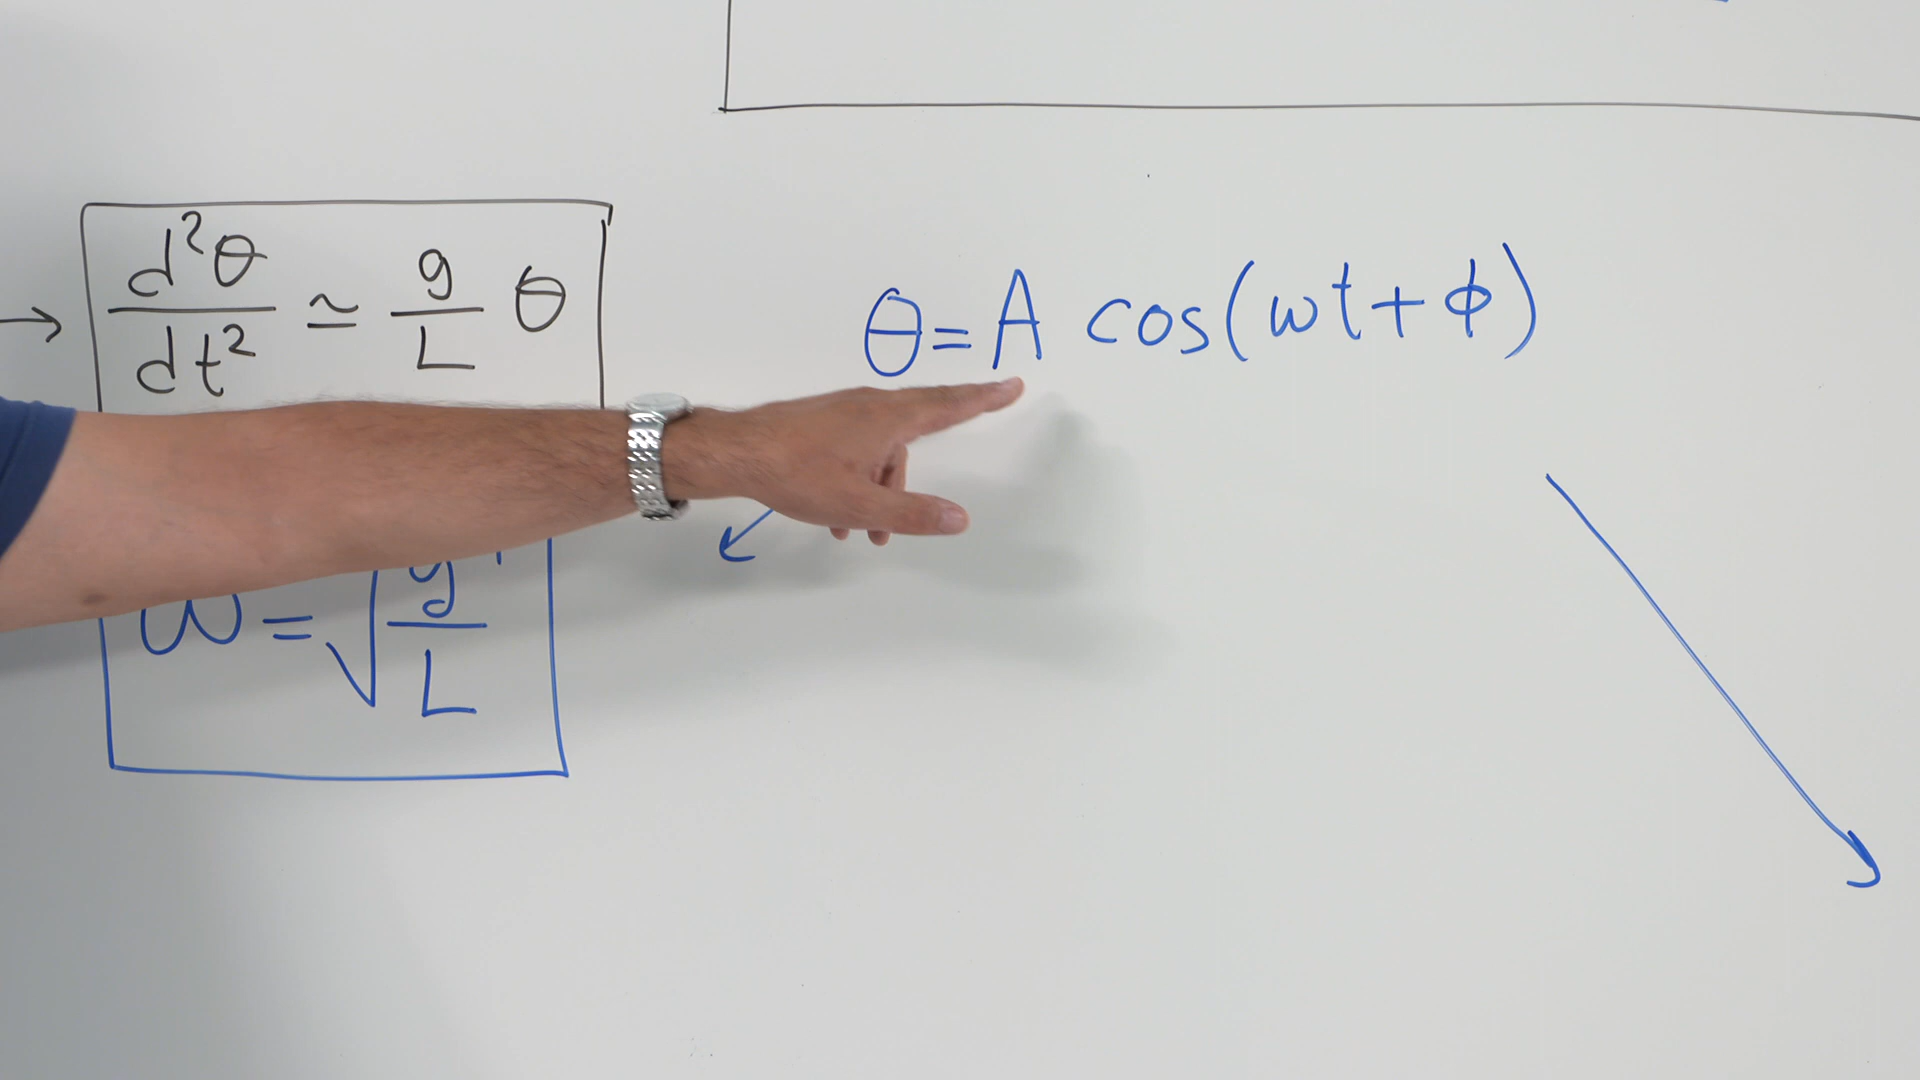 d²θ/dt² ≃ g/L θ
θ = A cos(ωt + ϕ)
ω = √g/L